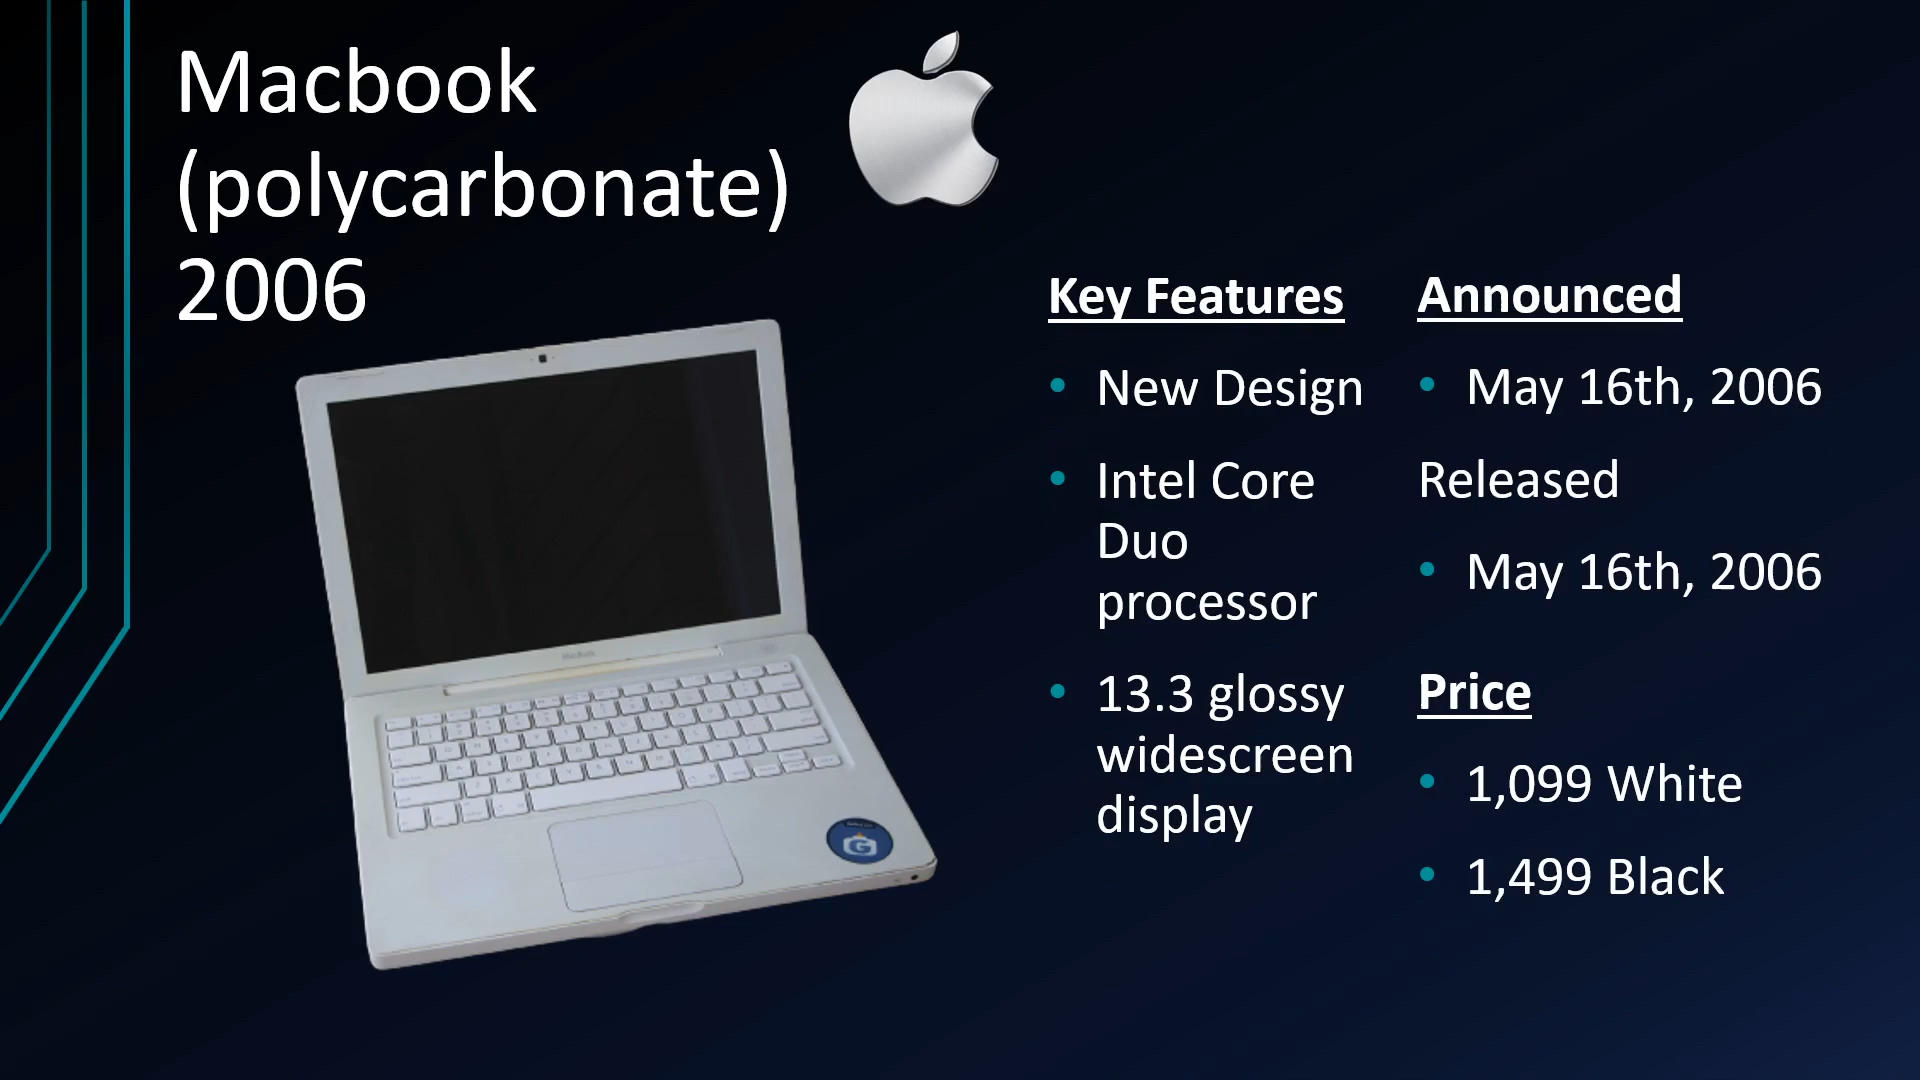 Macbook
(polycarbonate)
2006
Key Features
• New Design
• Intel Core
Duo
processor
• 13.3 glossy
widescreen
display
Announced
• May 16th, 2006
Released
• May 16th, 2006
Price
• 1,099 White
• 1,499 Black
MacBook
G